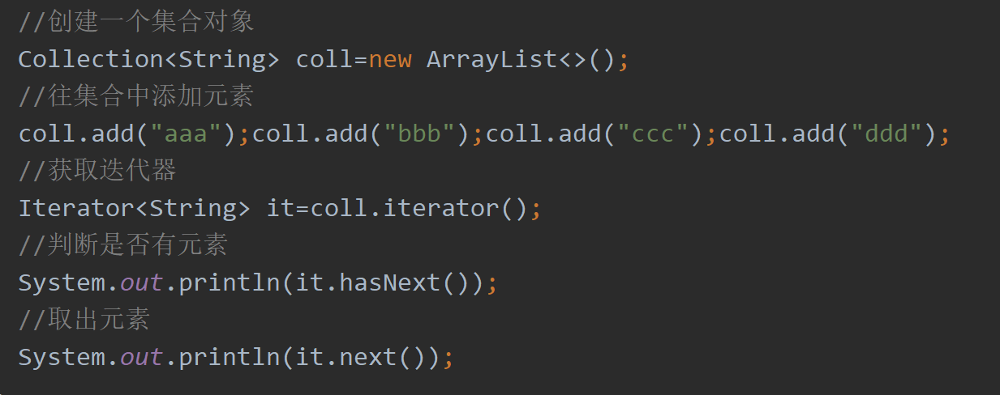 //创建一个集合对象
Collection<String> coll=new ArrayList<>();
//往集合中添加元素
coll.add("aaa");coll.add("bbb");coll.add("ccc");coll.add("ddd");
//获取迭代器
Iterator<String> it=coll.iterator();
//判断是否有元素
System.out.println(it.hasNext());
//取出元素
System.out.println(it.next());